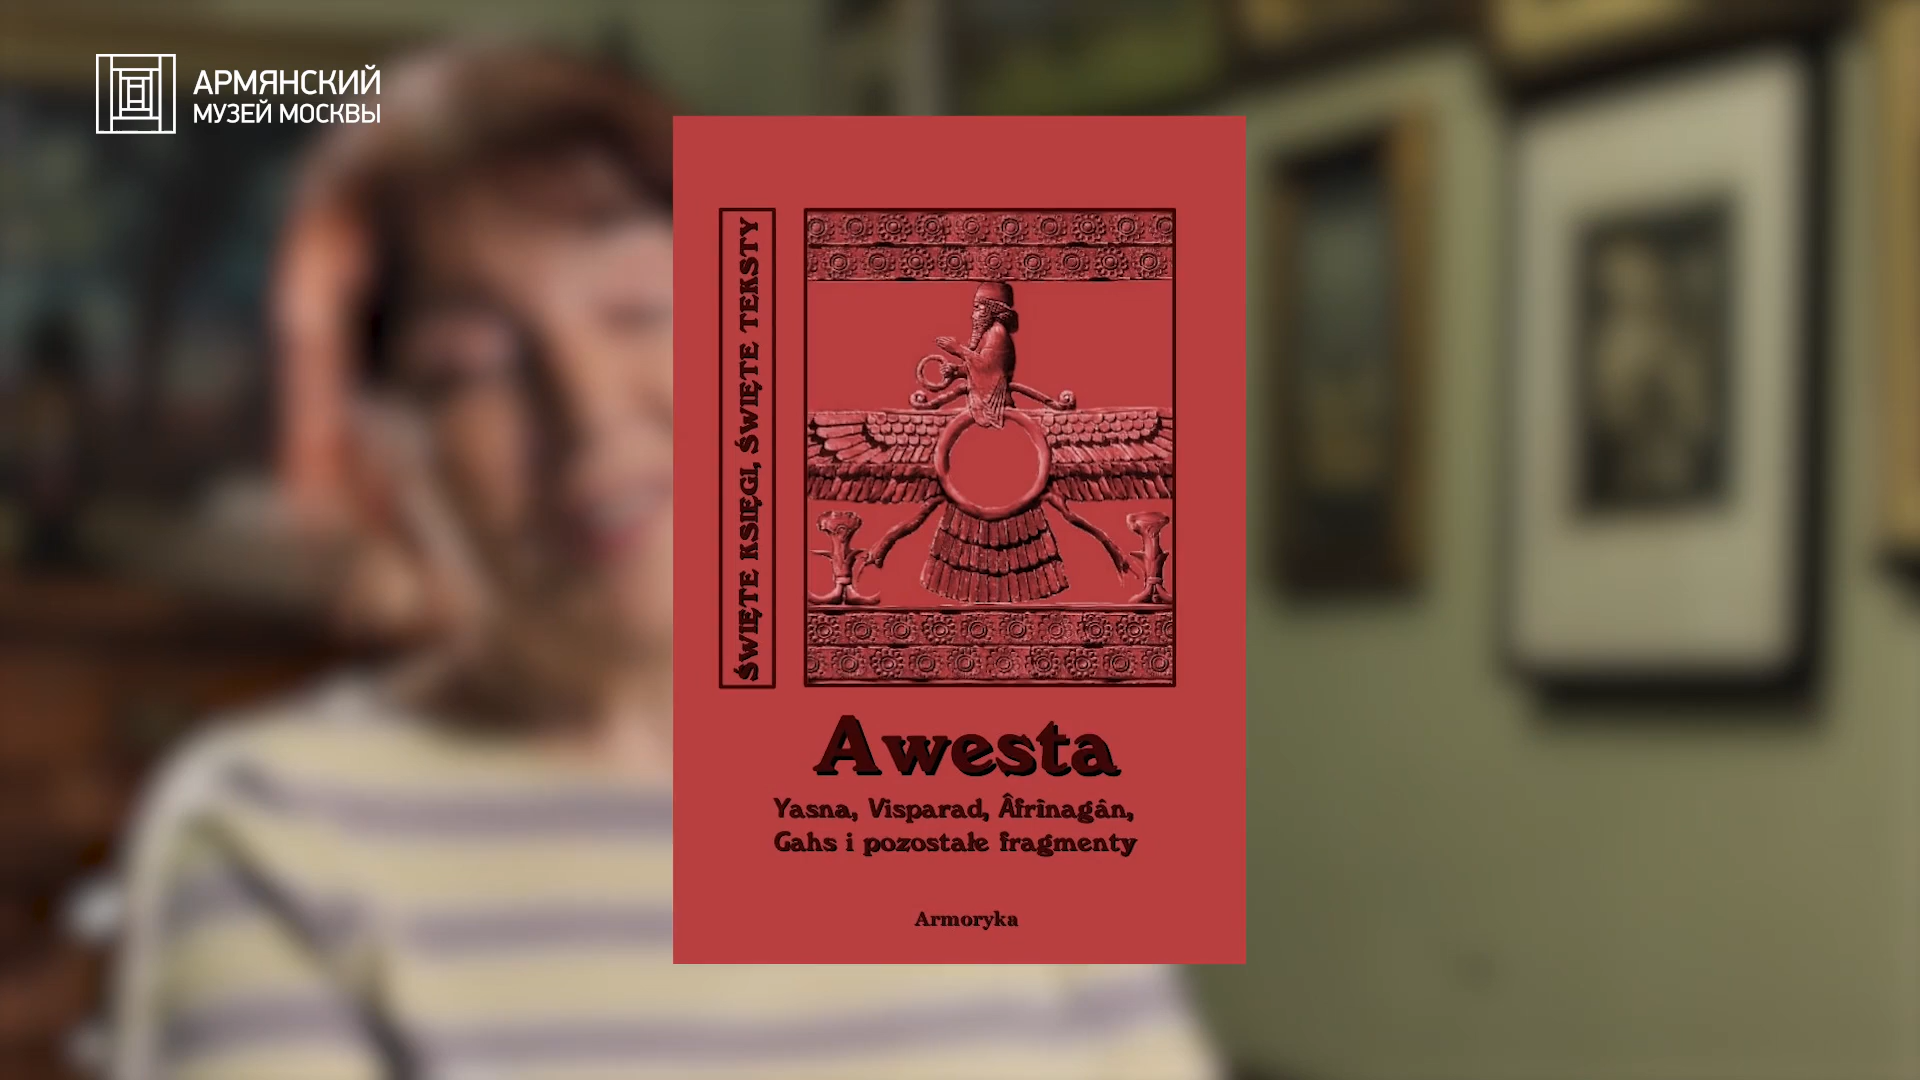 АРМЯНСКИЙ
МУЗЕЙ МОСКВЫ
ŚWIĘTE KSIĘGI, ŚWIĘTE TEKSTY
Awesta
Yasna, Visparad, Âfrînagân,
Gahs i pozostałe fragmenty
Armoryka